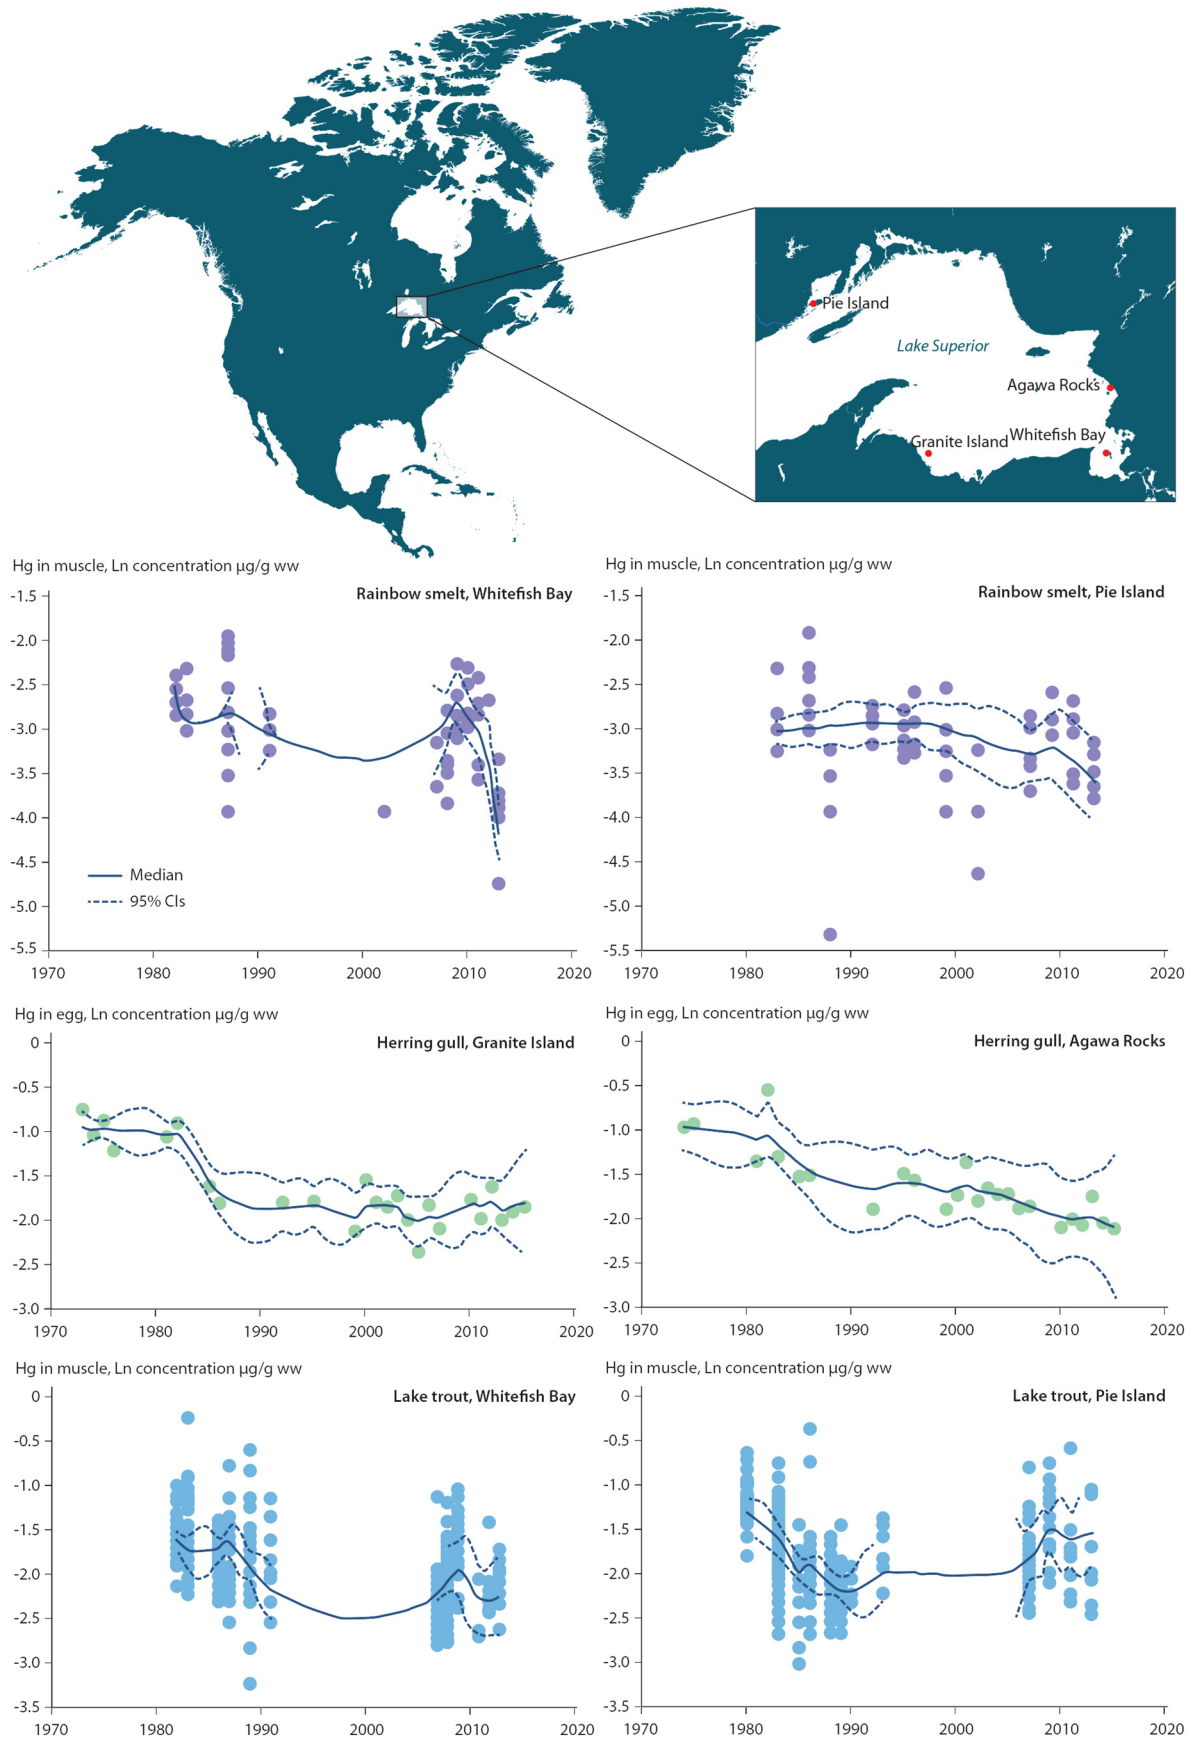 Pie Island
Lake Superior
Agawa Rocks
Granite Island
Whitefish Bay
Hg in muscle, Ln concentration µg/g ww
Rainbow smelt, Whitefish Bay
-1.5
-2.0
-2.5
-3.0
-3.5
-4.0
-4.5
-5.0
-5.5
Median
95% CIs
1970 1980 1990 2000 2010 2020
Hg in muscle, Ln concentration µg/g ww
Rainbow smelt, Pie Island
-1.5
-2.0
-2.5
-3.0
-3.5
-4.0
-4.5
-5.0
-5.5
1970 1980 1990 2000 2010 2020
Hg in egg, Ln concentration µg/g ww
Herring gull, Granite Island
0
-0.5
-1.0
-1.5
-2.0
-2.5
-3.0
1970 1980 1990 2000 2010 2020
Hg in egg, Ln concentration µg/g ww
Herring gull, Agawa Rocks
0
-0.5
-1.0
-1.5
-2.0
-2.5
-3.0
1970 1980 1990 2000 2010 2020
Hg in muscle, Ln concentration µg/g ww
Lake trout, Whitefish Bay
0
-0.5
-1.0
-1.5
-2.0
-2.5
-3.0
-3.5
1970 1980 1990 2000 2010 2020
Hg in muscle, Ln concentration µg/g ww
Lake trout, Pie Island
0
-0.5
-1.0
-1.5
-2.0
-2.5
-3.0
-3.5
1970 1980 1990 2000 2010 2020